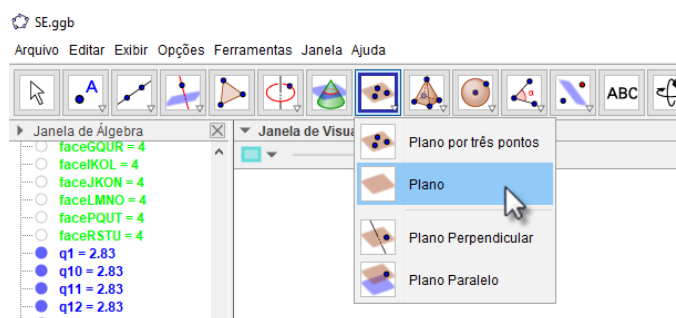 SE.ggb
Arquivo Editar Exibir Opções Ferramentas Janela Ajuda
A
α
ABC
Janela de Álgebra
Janela de Visua
faceGQUR = 4
faceIKOL = 4
faceJKON = 4
faceLMNO = 4
facePQUT = 4
faceRSTU = 4
q1 = 2.83
q10 = 2.83
q11 = 2.83
q12 = 2.83
Plano por três pontos
Plano
Plano Perpendicular
Plano Paralelo